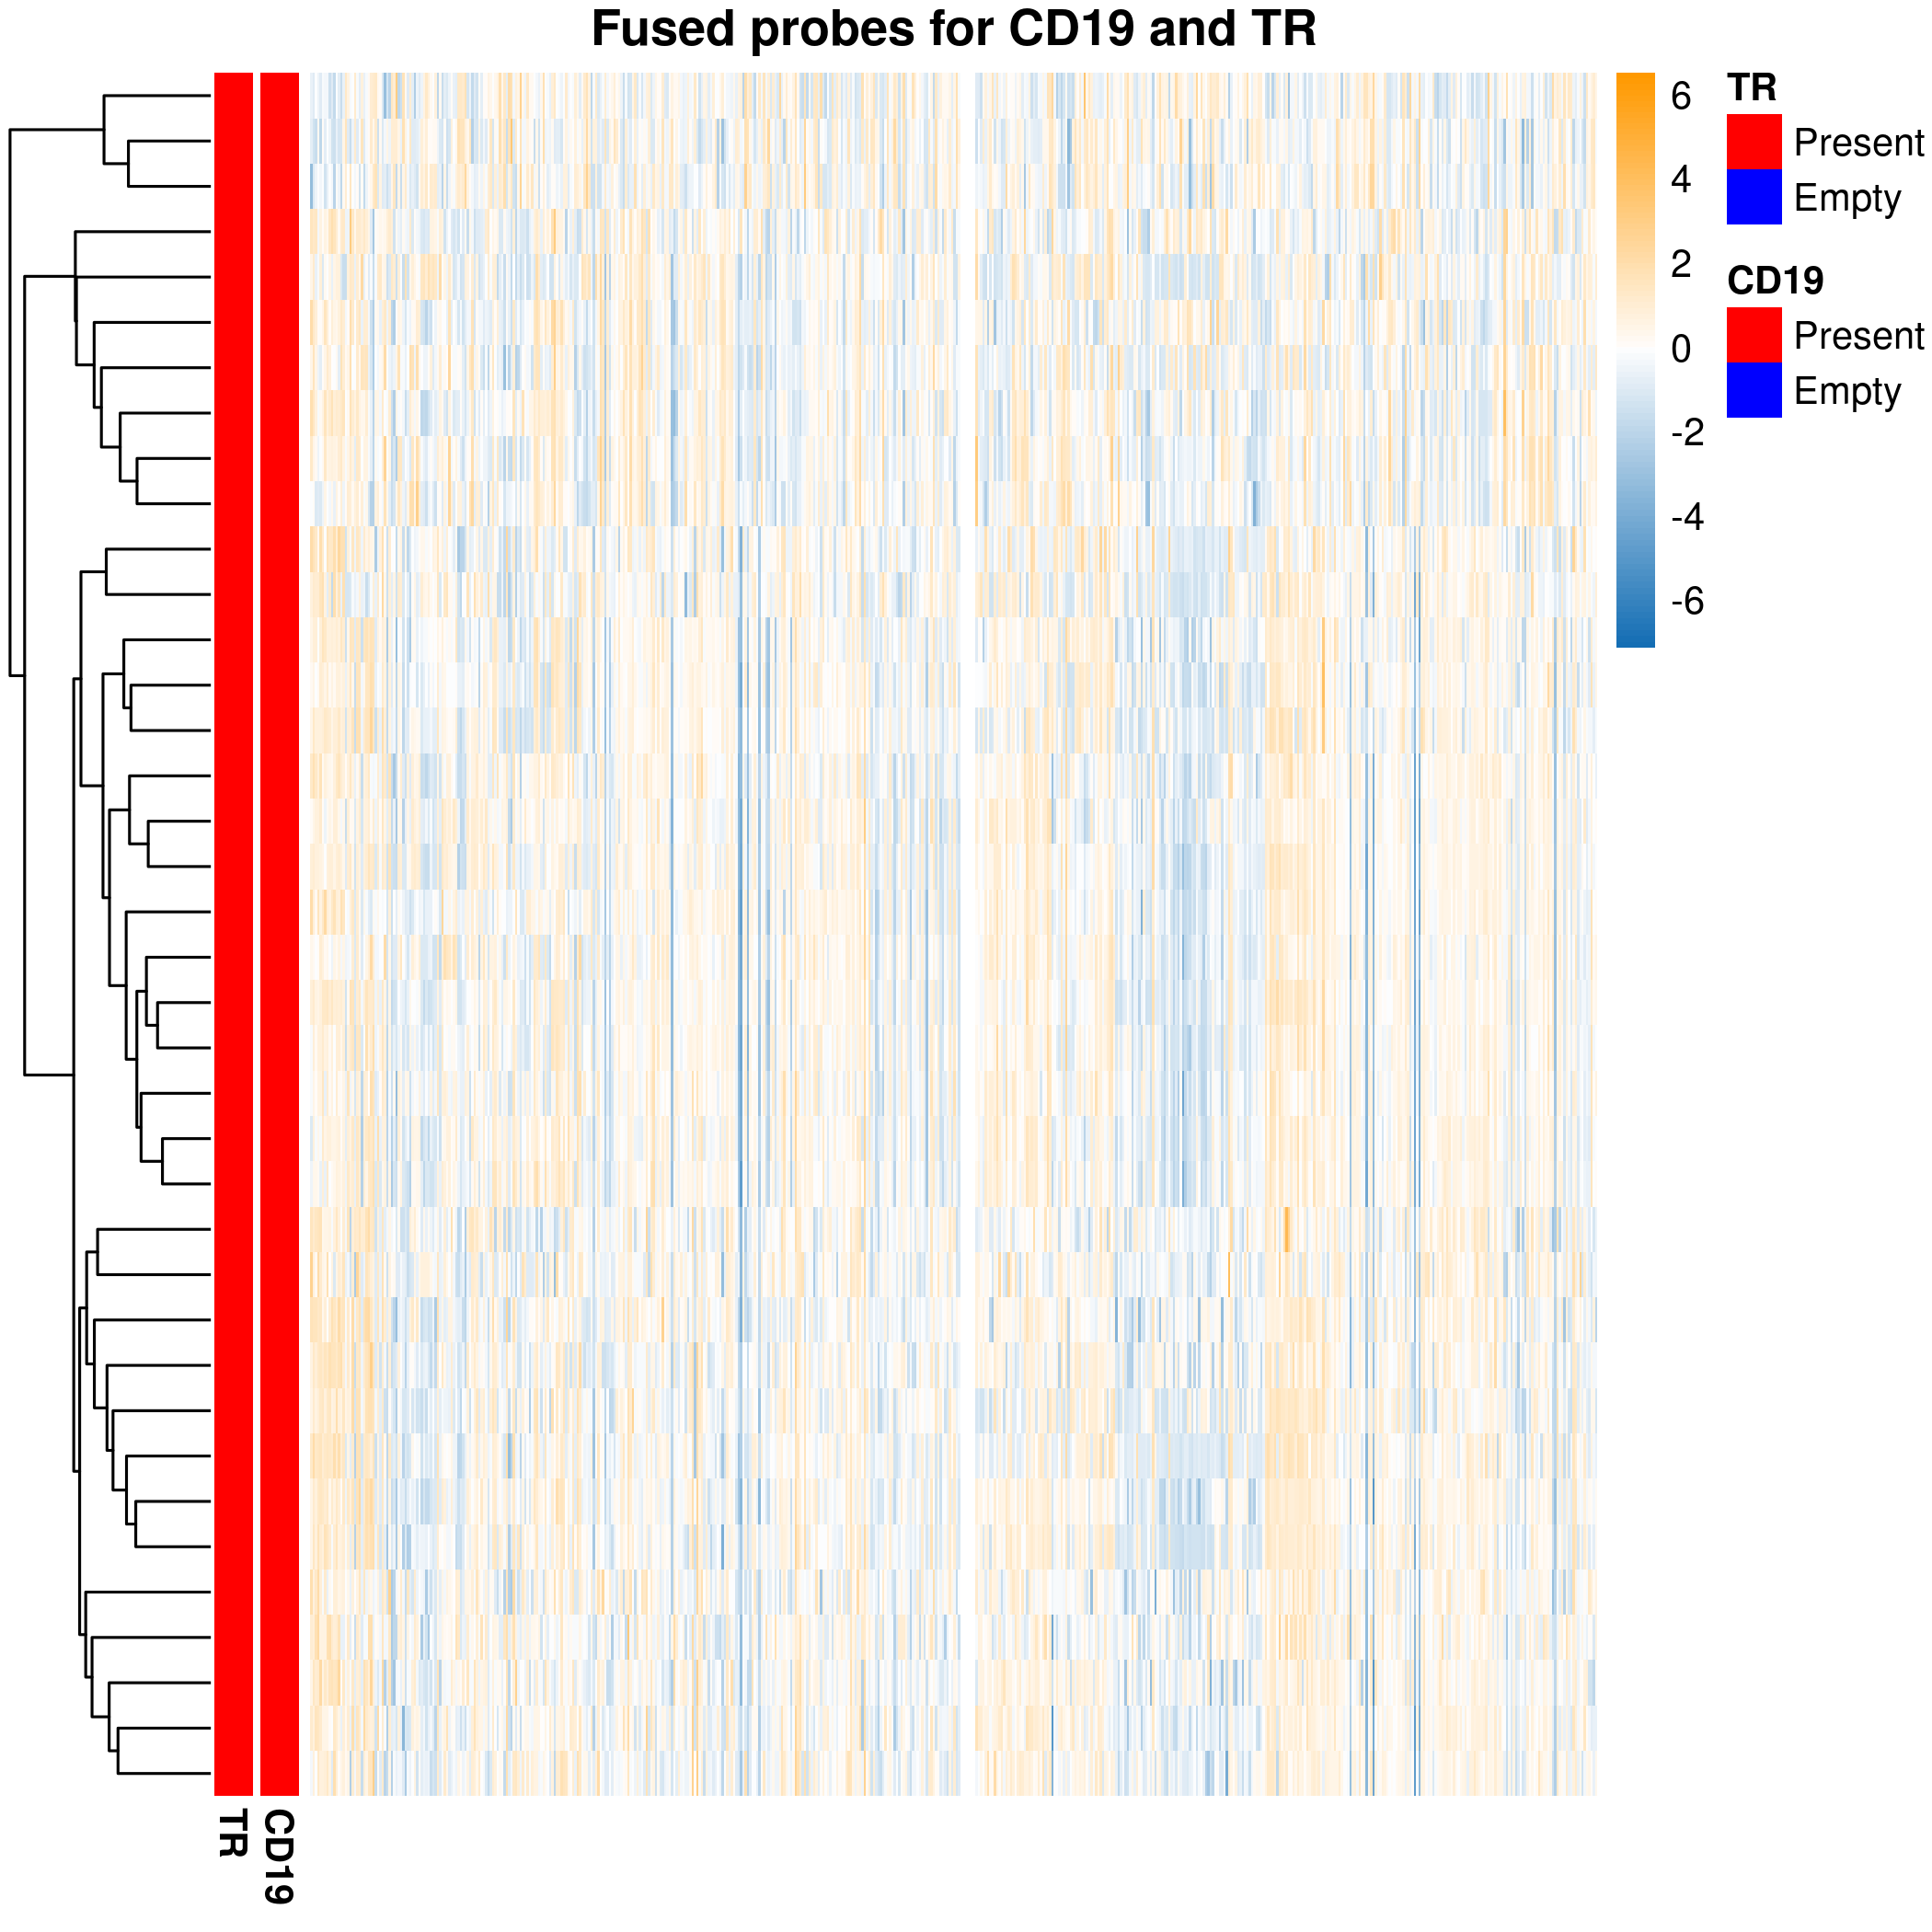 Fused probes for CD19 and TR
6
4
2
0
-2
-4
-6
TR
Present
Empty
CD19
Present
Empty
TR
CD19